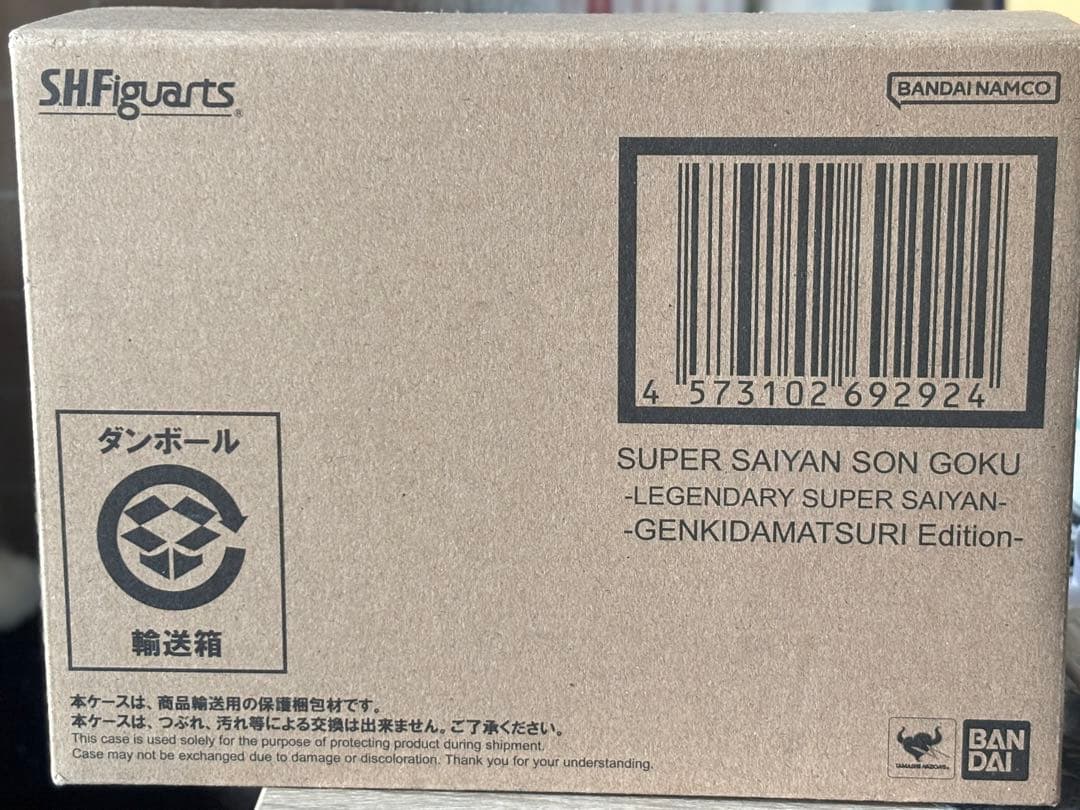 S.H.Figuarts®
BANDAI NAMCO
4 573102 692924
SUPER SAIYAN SON GOKU
-LEGENDARY SUPER SAIYAN-
-GENKIDAMATSURI Edition-
ダンボール
輸送箱
本ケースは、商品輸送用の保護梱包材です。
本ケースは、つぶれ、汚れ等による交換は出来ません。ご了承ください。
This case is used solely for the purpose of protecting product during shipment.
Case may not be exchanged due to damage or discoloration. Thank you for your understanding.
TAMASHII NATIONS
BAN
DAI